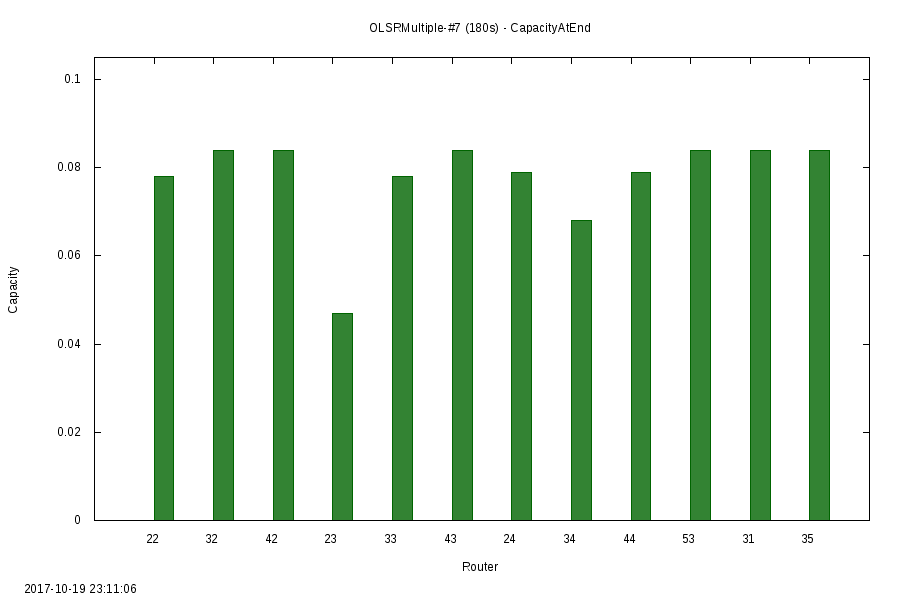 OLSRMultiple-#7 (180s) - CapacityAtEnd
0.1
0.08
0.06
0.04
0.02
0
Capacity
22 32 42 23 33 43 24 34 44 53 31 35
Router
2017-10-19 23:11:06